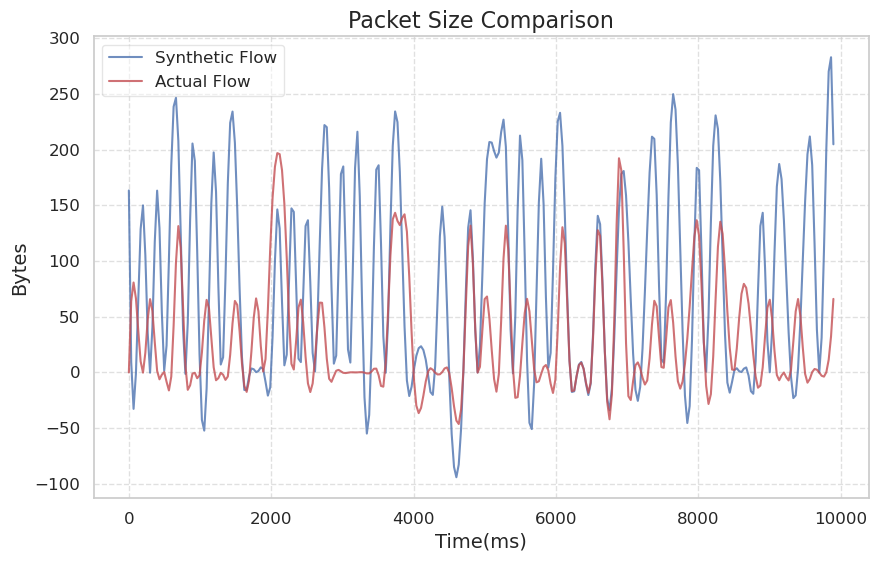 Packet Size Comparison
Synthetic Flow
Actual Flow
Bytes
300
250
200
150
100
50
0
−50
−100
0 2000 4000 6000 8000 10000
Time(ms)